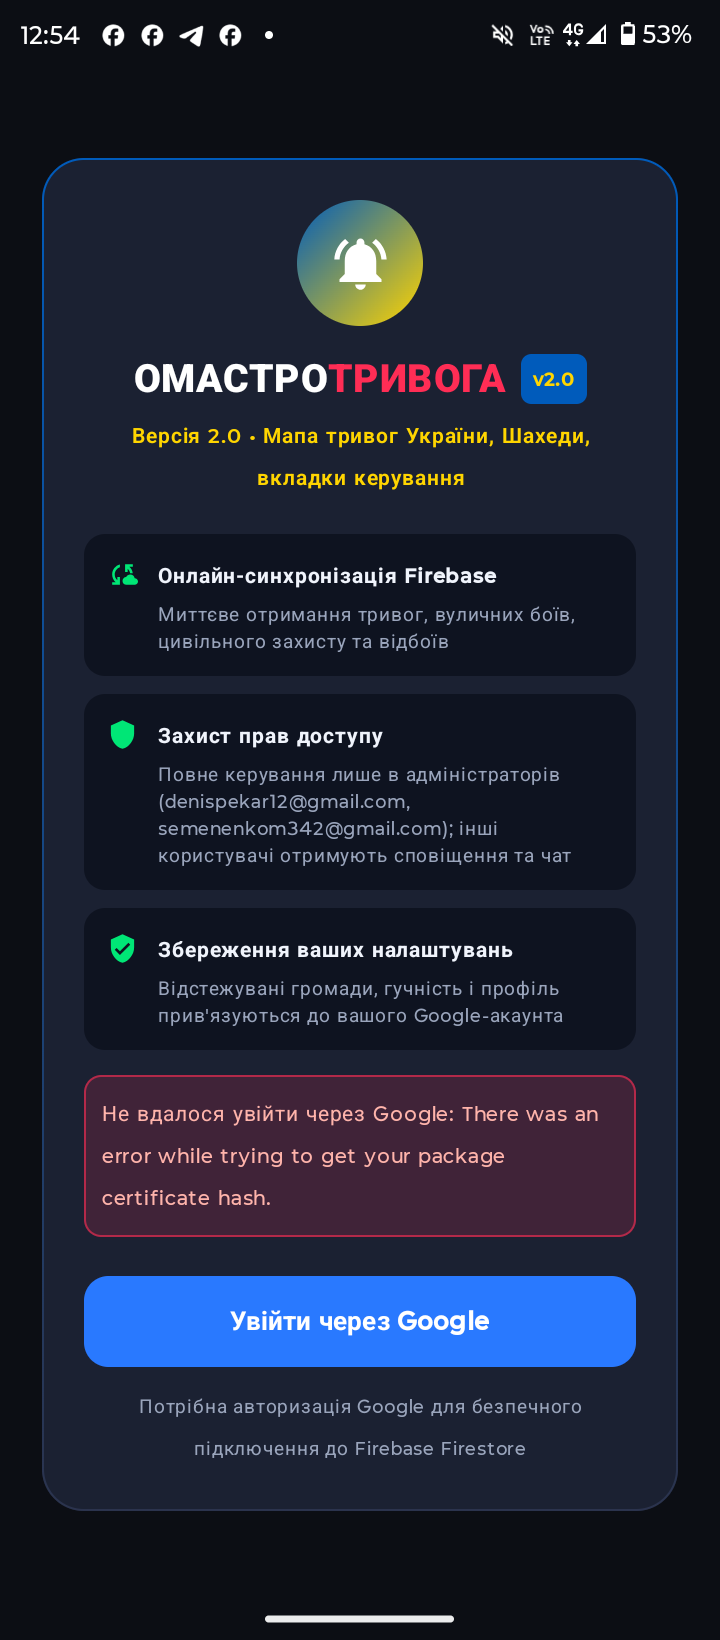 12:54
Vo LTE 4G 53%
ОМАСТРОТРИВОГА v2.0
Версія 2.0 • Мапа тривог України, Шахеди,
вкладки керування
Онлайн-синхронізація Firebase
Миттєве отримання тривог, вуличних боїв,
цивільного захисту та відбоїв
Захист прав доступу
Повне керування лише в адміністраторів
(denispekar12@gmail.com,
semenenkom342@gmail.com); інші
користувачі отримують сповіщення та чат
Збереження ваших налаштувань
Відстежувані громади, гучність і профіль
прив'язуються до вашого Google-акаунта
Не вдалося увійти через Google: There was an
error while trying to get your package
certificate hash.
Увійти через Google
Потрібна авторизація Google для безпечного
підключення до Firebase Firestore